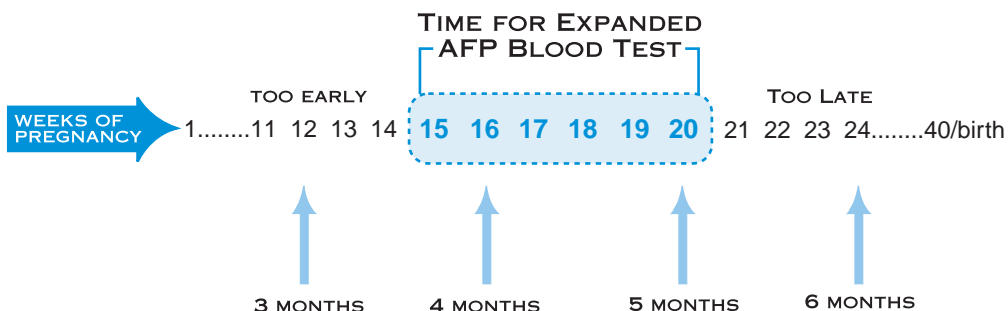 TIME FOR EXPANDED
AFP BLOOD TEST
TOO EARLY
TOO LATE
WEEKS OF
PREGNANCY
1........11 12 13 14 15 16 17 18 19 20 21 22 23 24........40/birth
3 MONTHS 4 MONTHS 5 MONTHS 6 MONTHS